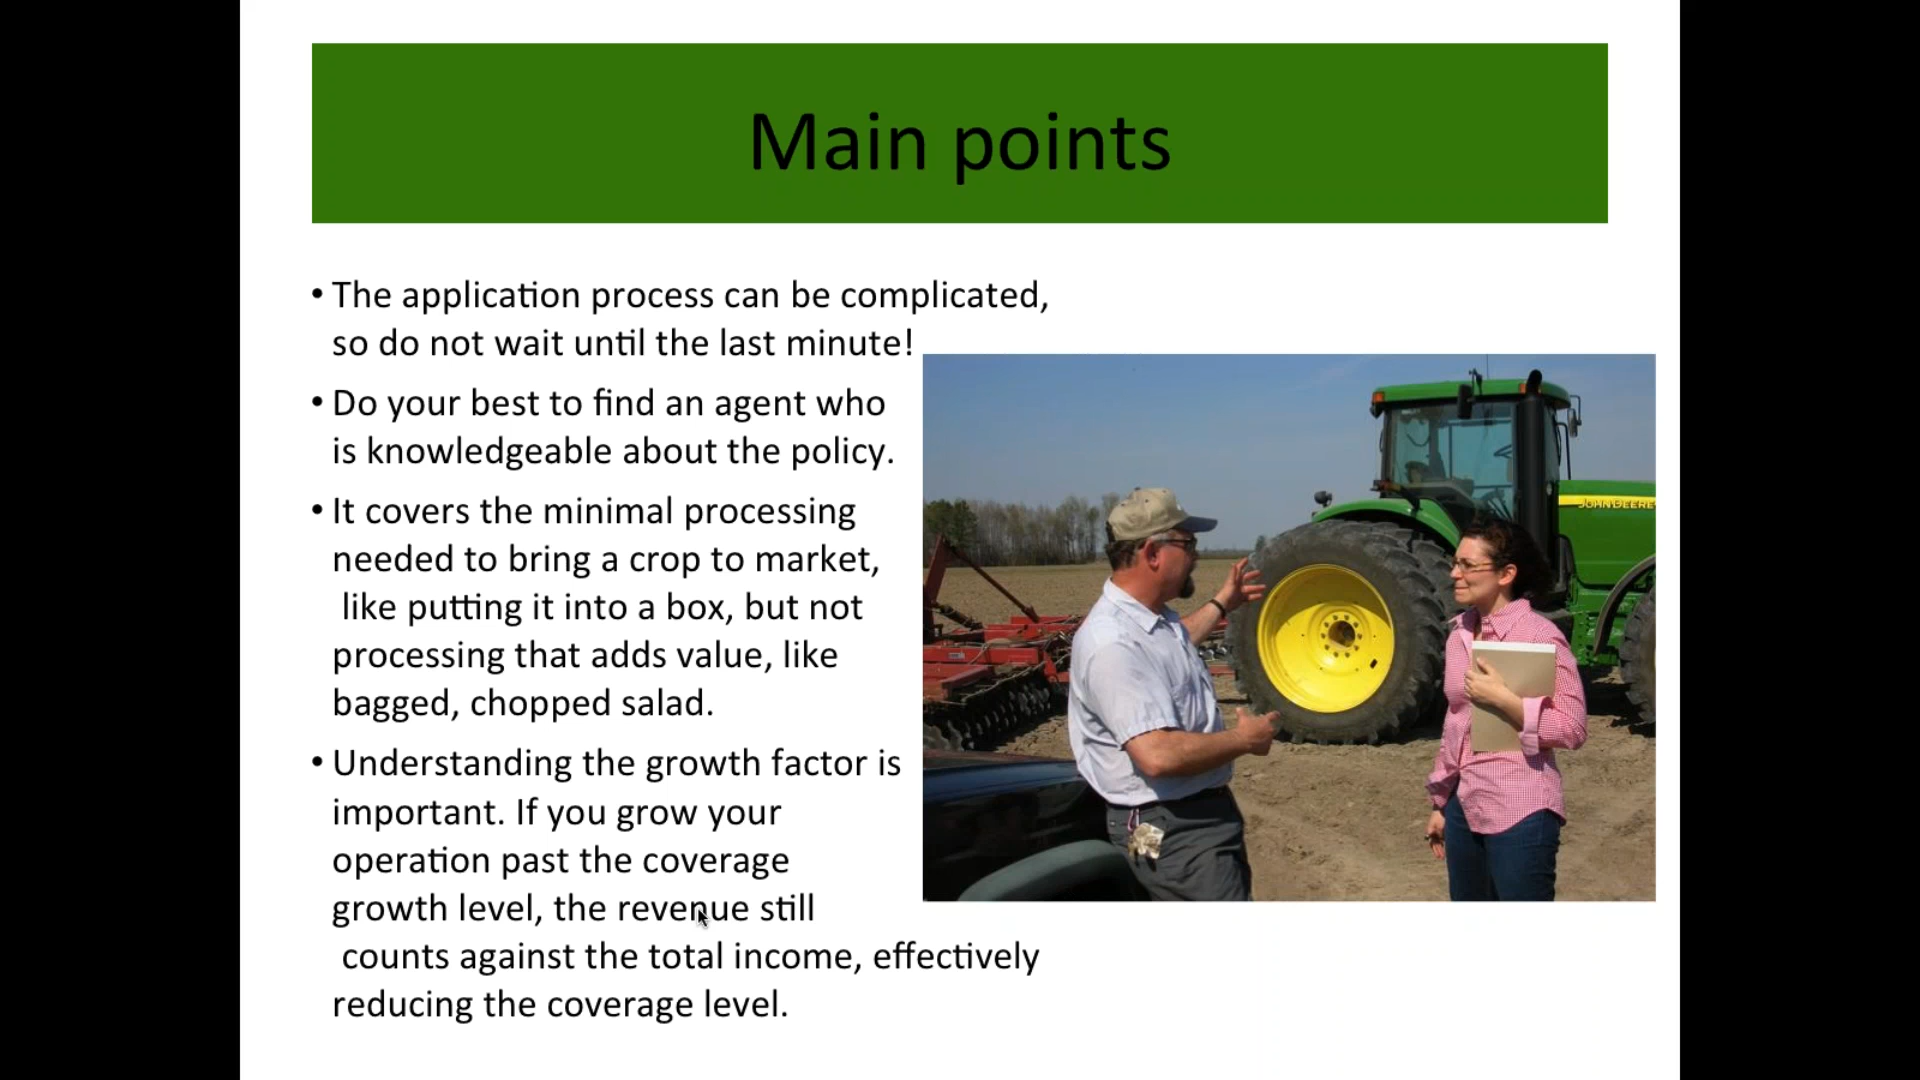 Main points
• The application process can be complicated,
so do not wait until the last minute!
• Do your best to find an agent who
is knowledgeable about the policy.
• It covers the minimal processing
needed to bring a crop to market,
like putting it into a box, but not
processing that adds value, like
bagged, chopped salad.
• Understanding the growth factor is
important. If you grow your
operation past the coverage
growth level, the revenue still
counts against the total income, effectively
reducing the coverage level.
JOHN DEERE